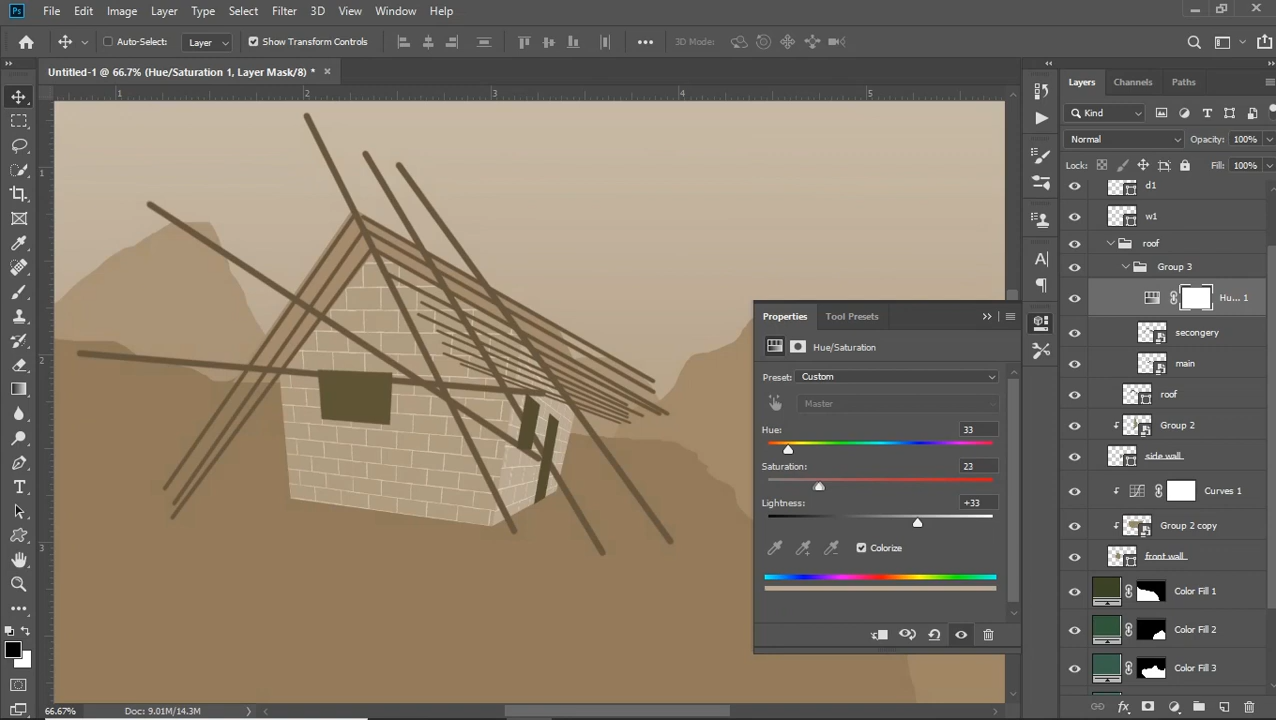 Ps File Edit Image Layer Type Select Filter 3D View Window Help
Auto-Select: Layer Show Transform Controls 3D Mode:
Untitled-1 @ 66.7% (Hue/Saturation 1, Layer Mask/8) *
1 2 3 4 5
1
2
3
Properties Tool Presets
Hue/Saturation
Preset: Custom
Master
Hue: 33
Saturation: 23
Lightness: +33
Colorize
Layers Channels Paths
Kind
Normal Opacity: 100%
Lock: Fill: 100%
d1
w1
roof
Group 3
Hu... 1
secongery
main
roof
Group 2
side wall
Curves 1
Group 2 copy
front wall
Color Fill 1
Color Fill 2
Color Fill 3
66.67% Doc: 9.01M/14.3M